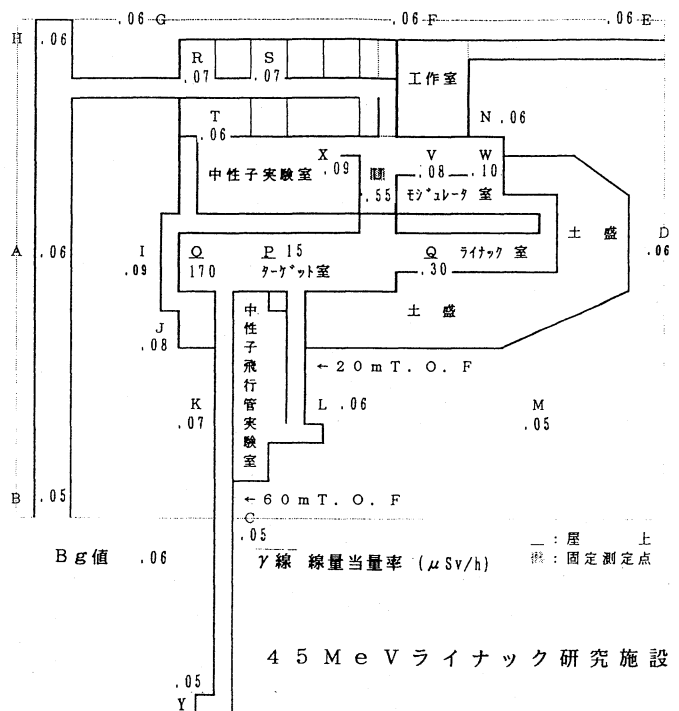 .06 G .06 F .06 E
H .06
R S
.07 .07
工作室
T
.06
N .06
X V W
中性子実験室 .09 .08 .10
.55 モジュレータ 室
土 盛
A .06 I O P 15 Q ライナック 室 D
.09 170 ターゲット室 .30 .06
土 盛
J
.08
中性子飛行管実験室
←20mT.O.F
K L .06 M
.07 .05
B .05
←60mT.O.F
C
.05
Bg値 .06
γ線 線量当量率 (μSv/h)
＿:屋 上
:固定測定点
45MeVライナック研究施設
.05
Y